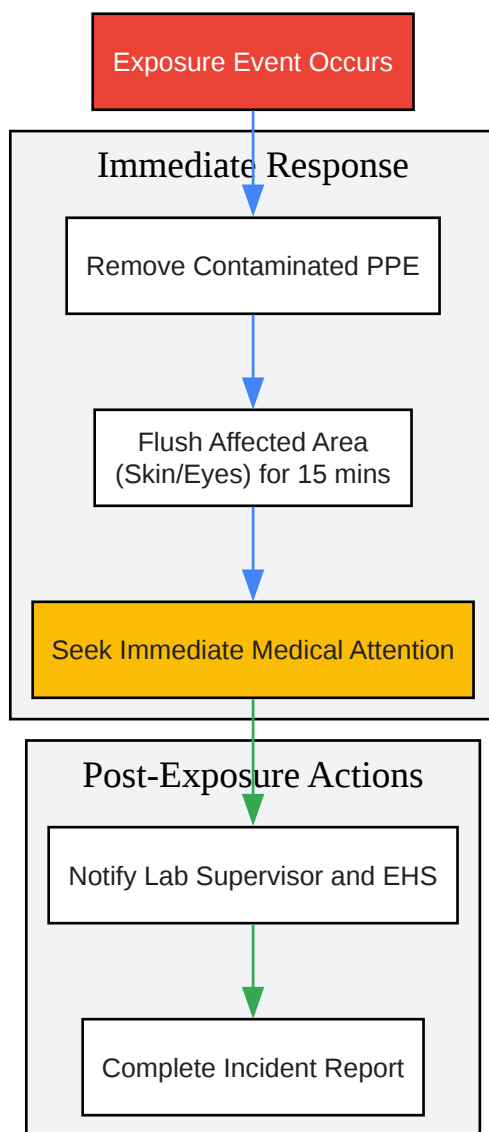 Exposure Event Occurs
Immediate Response
Remove Contaminated PPE
Flush Affected Area
(Skin/Eyes) for 15 mins
Seek Immediate Medical Attention
Post-Exposure Actions
Notify Lab Supervisor and EHS
Complete Incident Report